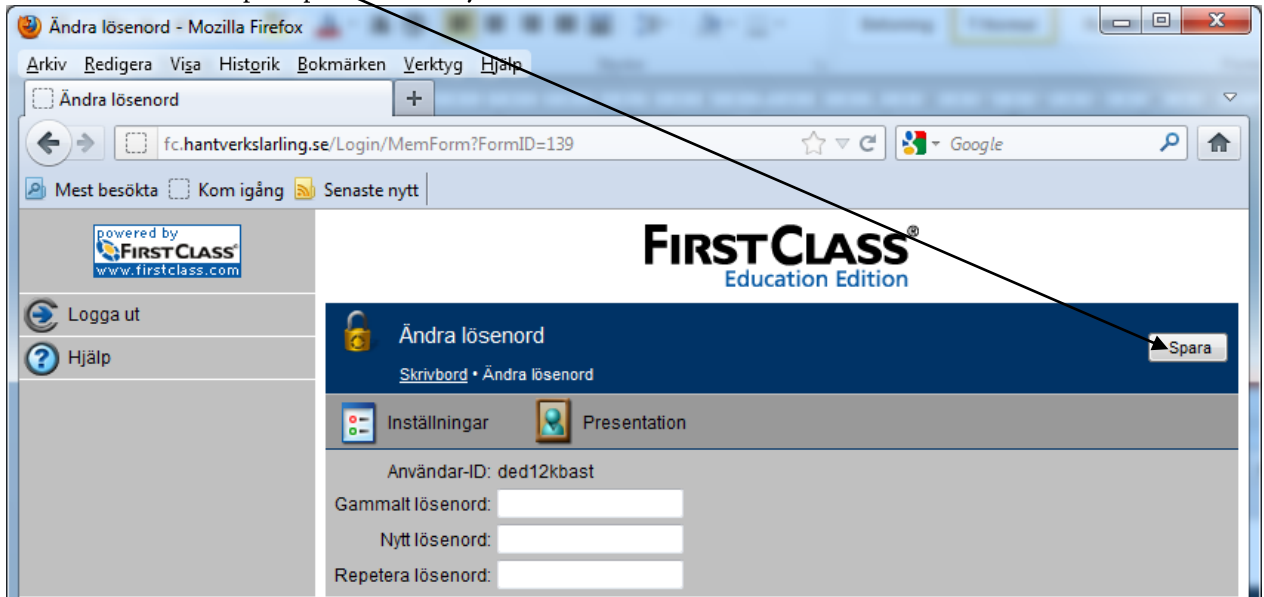 Ändra lösenord - Mozilla Firefox
Arkiv Redigera Visa Historik Bokmärken Verktyg Hjälp
Ändra lösenord +
fc.hantverkslarling.se/Login/MemForm?FormID=139 Google
Mest besökta Kom igång Senaste nytt
powered by
FIRSTCLASS®
www.firstclass.com
FIRSTCLASS®
Education Edition
Logga ut
Hjälp
Ändra lösenord
Skrivbord • Ändra lösenord
Spara
Inställningar Presentation
Användar-ID: ded12kbast
Gammalt lösenord:
Nytt lösenord:
Repetera lösenord: